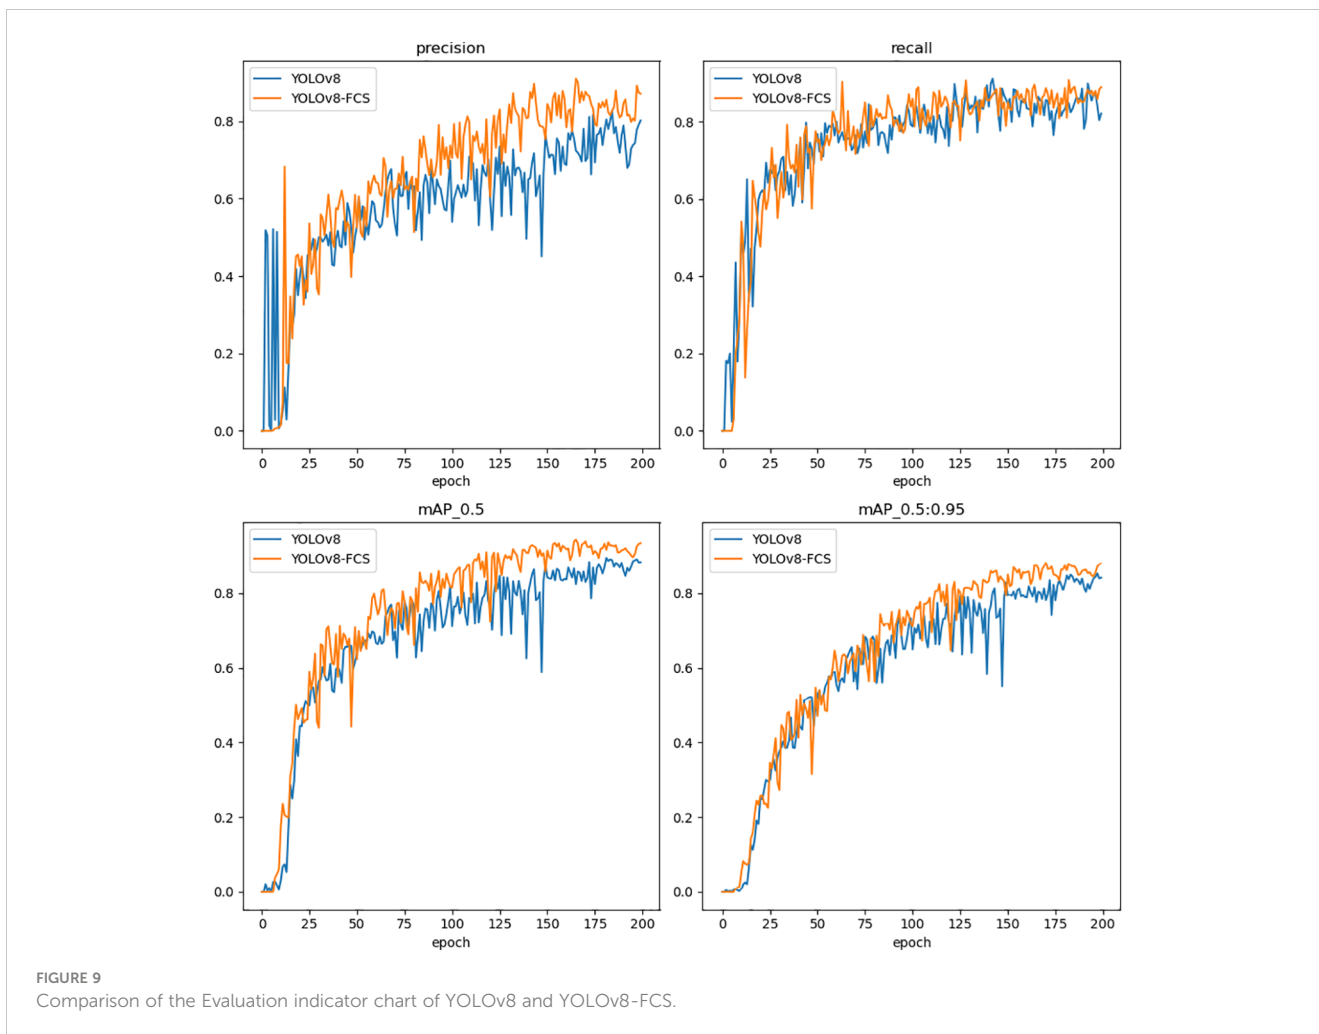 precision
YOLOv8
YOLOv8-FCS
0.8
0.6
0.4
0.2
0.0
0 25 50 75 100 125 150 175 200
epoch
recall
YOLOv8
YOLOv8-FCS
0.8
0.6
0.4
0.2
0.0
0 25 50 75 100 125 150 175 200
epoch
mAP_0.5
YOLOv8
YOLOv8-FCS
0.8
0.6
0.4
0.2
0.0
0 25 50 75 100 125 150 175 200
epoch
mAP_0.5:0.95
YOLOv8
YOLOv8-FCS
0.8
0.6
0.4
0.2
0.0
0 25 50 75 100 125 150 175 200
epoch
FIGURE 9
Comparison of the Evaluation indicator chart of YOLOv8 and YOLOv8-FCS.